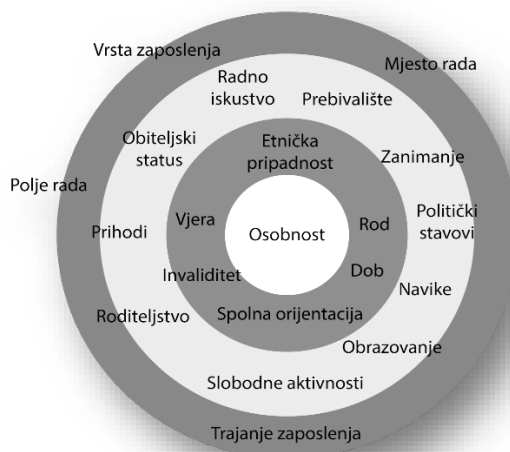 Vrsta zaposlenja
Mjesto rada
Radno
iskustvo
Prebivalište
Obiteljski
status
Etnička
pripadnost
Zanimanje
Polje rada
Prihodi
Vjera
Osobnost
Rod
Politički
stavovi
Invaliditet
Dob
Navike
Roditeljstvo
Spolna orijentacija
Obrazovanje
Slobodne aktivnosti
Trajanje zaposlenja